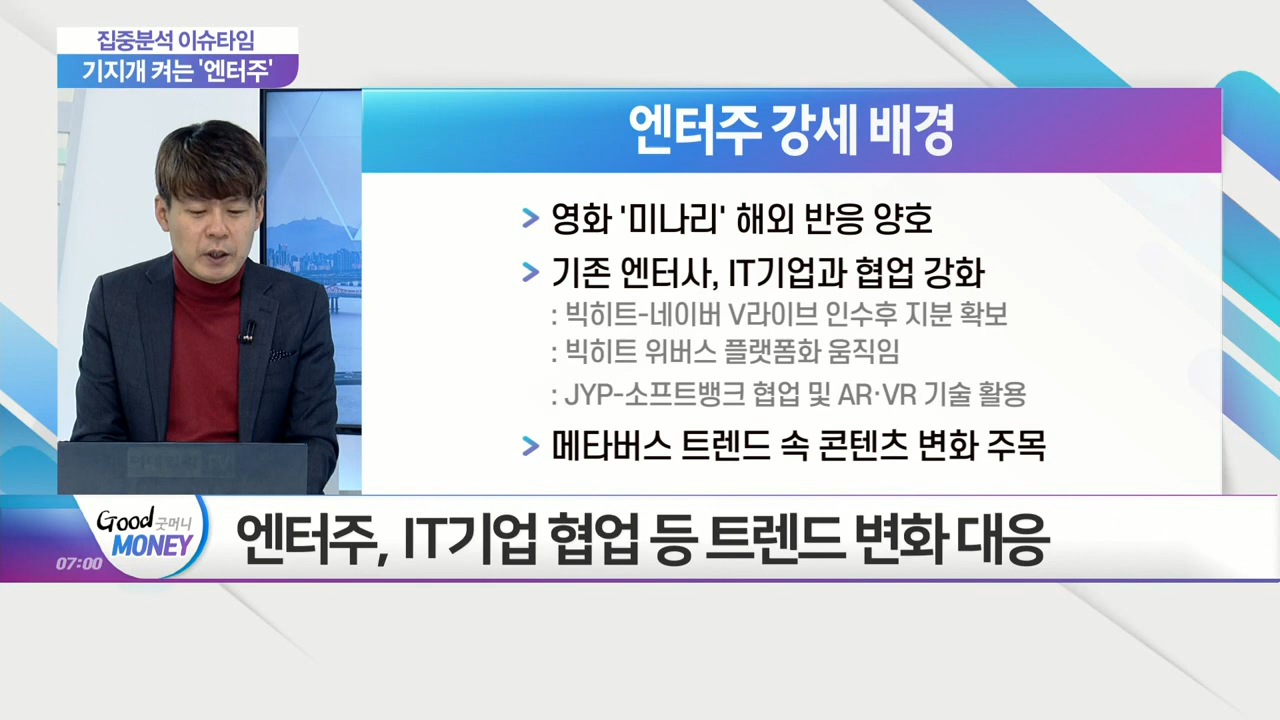 집중분석 이슈타임
기지개 켜는 '엔터주'
엔터주 강세 배경
> 영화 '미나리' 해외 반응 양호
> 기존 엔터사, IT기업과 협업 강화
: 빅히트-네이버 V라이브 인수후 지분 확보
: 빅히트 위버스 플랫폼화 움직임
: JYP-소프트뱅크 협업 및 AR·VR 기술 활용
> 메타버스 트렌드 속 콘텐츠 변화 주목
Good 굿머니
MONEY
07:00
엔터주, IT기업 협업 등 트렌드 변화 대응